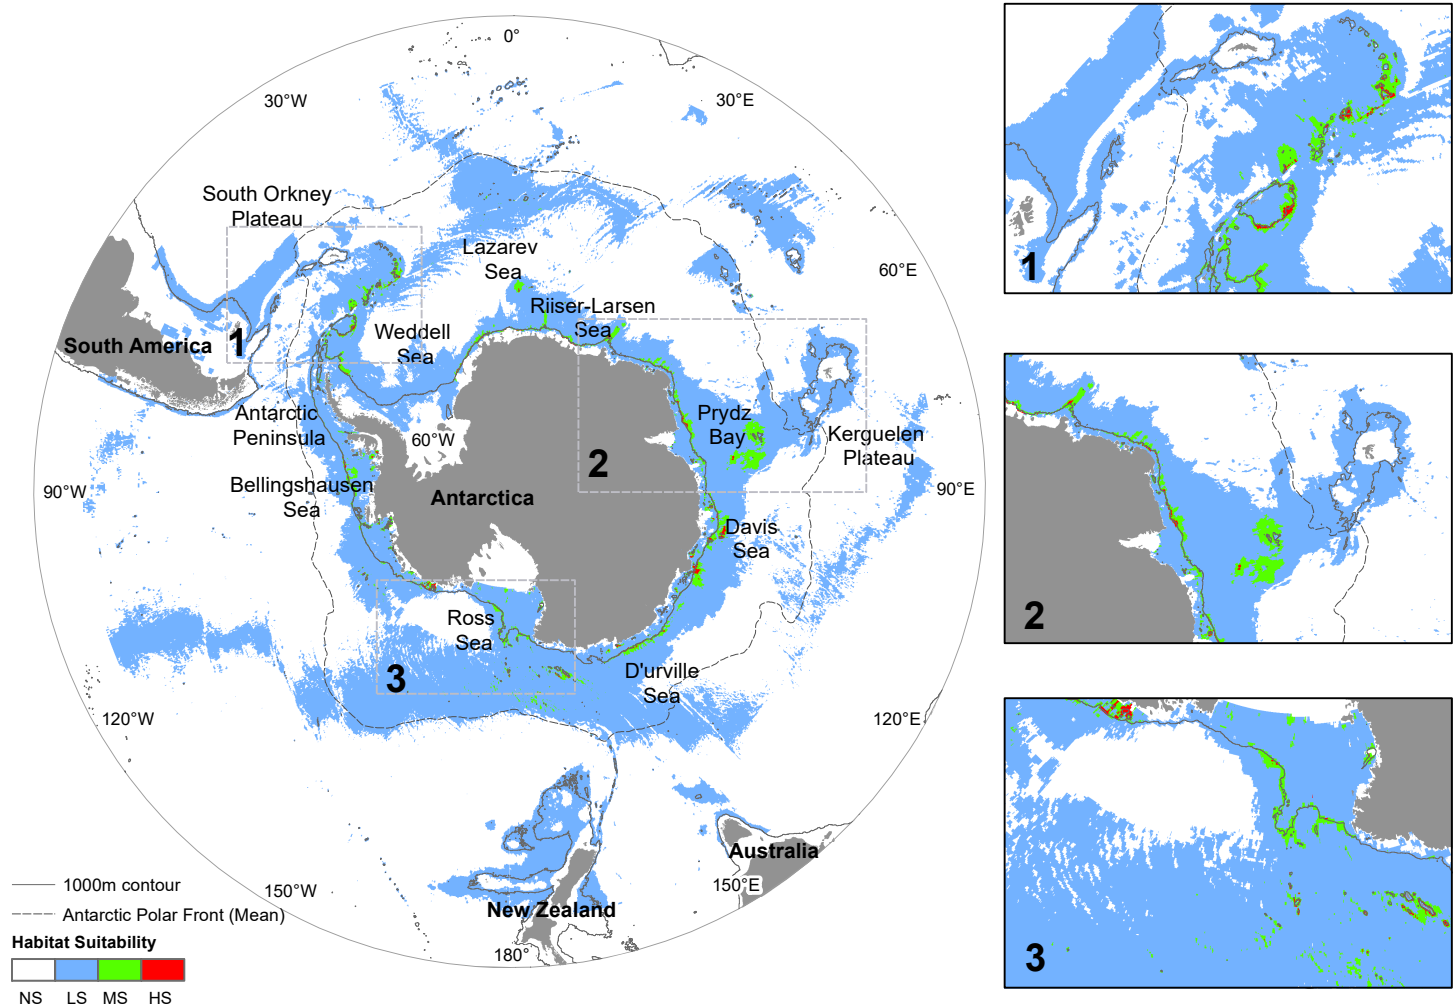 0°
30°W
30°E
South Orkney
Plateau
Lazarev
Sea
60°E
Riiser-Larsen
Sea
Weddell
Sea
1
South America
Antarctic
Peninsula
60°W
Prydz
Bay
Kerguelen
Plateau
2
Bellingshausen
Sea
90°W
Antarctica
90°E
Davis
Sea
Ross
Sea
3
D'urville
Sea
120°W
120°E
Australia
150°E
150°W
New Zealand
180°
1000m contour
Antarctic Polar Front (Mean)
Habitat Suitability
NS LS MS HS
1
2
3